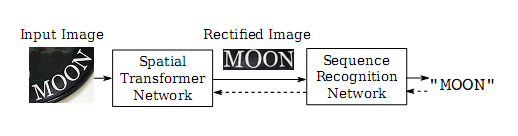 Input Image
MOON
Spatial
Transformer
Network
Rectified Image
MOON
Sequence
Recognition
Network
"MOON"